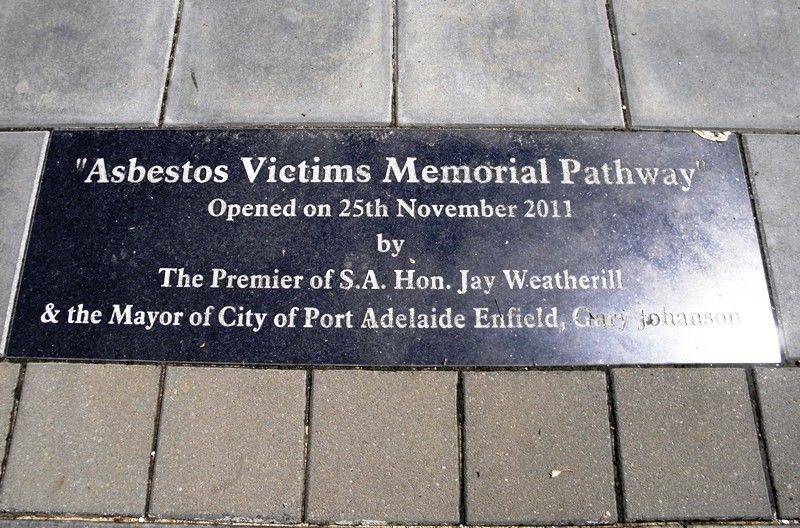 "Asbestos Victims Memorial Pathway"
Opened on 25th November 2011
by
The Premier of S.A. Hon. Jay Weatherill
& the Mayor of City of Port Adelaide Enfield, Gary Johanson